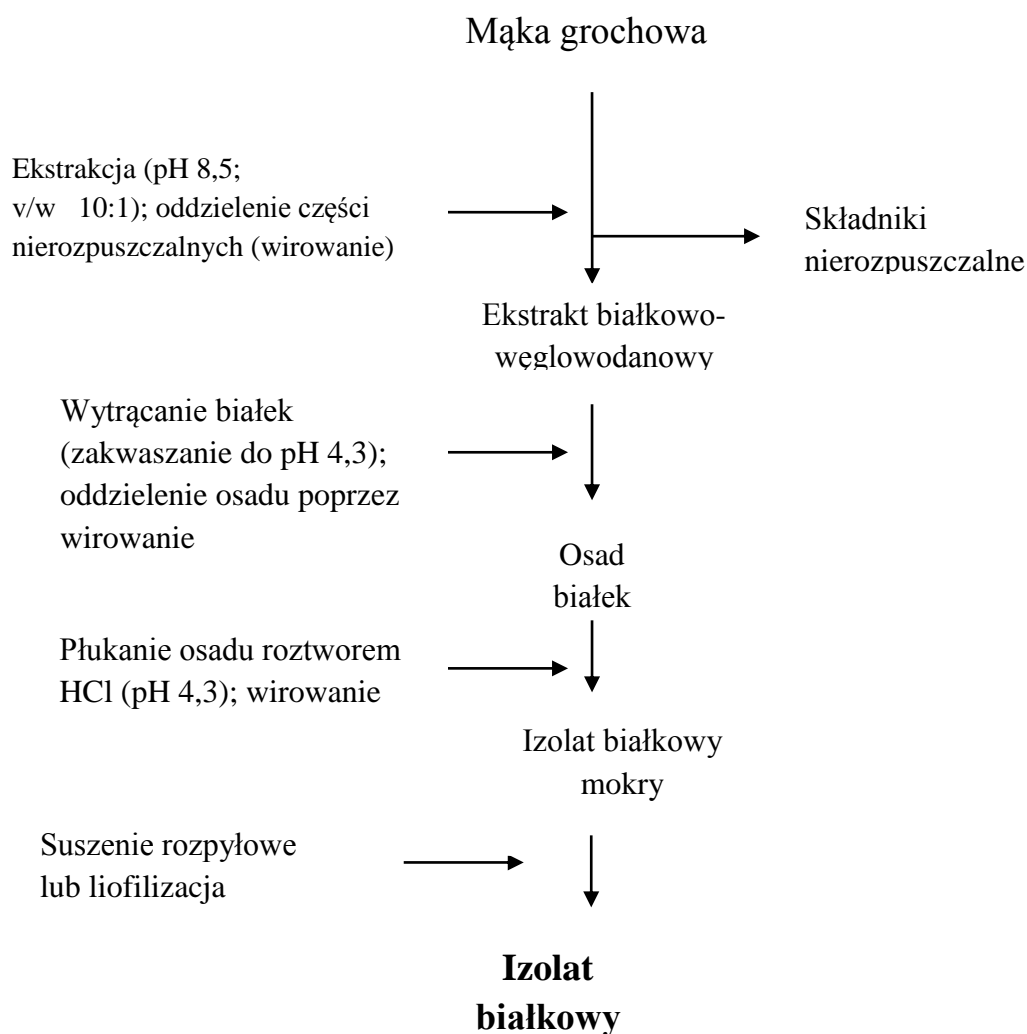 Mąka grochowa
Ekstrakcja (pH 8,5;
v/w 10:1); oddzielenie części
nierozpuszczalnych (wirowanie)
Składniki
nierozpuszczalne
Ekstrakt białkowo-
węglowodanowy
Wytrącanie białek
(zakwaszanie do pH 4,3);
oddzielenie osadu poprzez
wirowanie
Osad
białek
Płukanie osadu roztworem
HCl (pH 4,3); wirowanie
Izolat białkowy
mokry
Suszenie rozpyłowe
lub liofilizacja
Izolat
białkowy